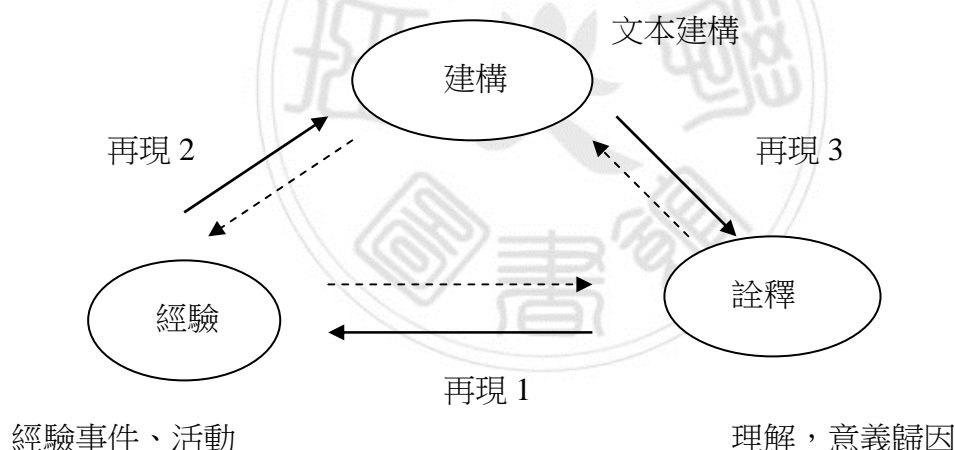 文本建構
建構
再現 2
再現 3
經驗
詮釋
再現 1
經驗事件、活動
理解，意義歸因